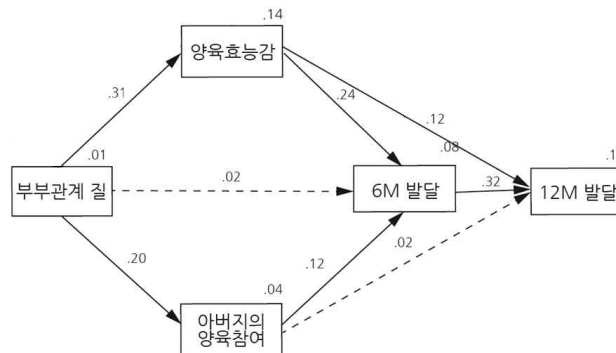 .14
양육효능감
.31
.24
.12
.08
.01
.02
.1
부부관계 질
6M 발달
.32
12M 발달
.20
.12
.02
.04
아버지의
양육참여